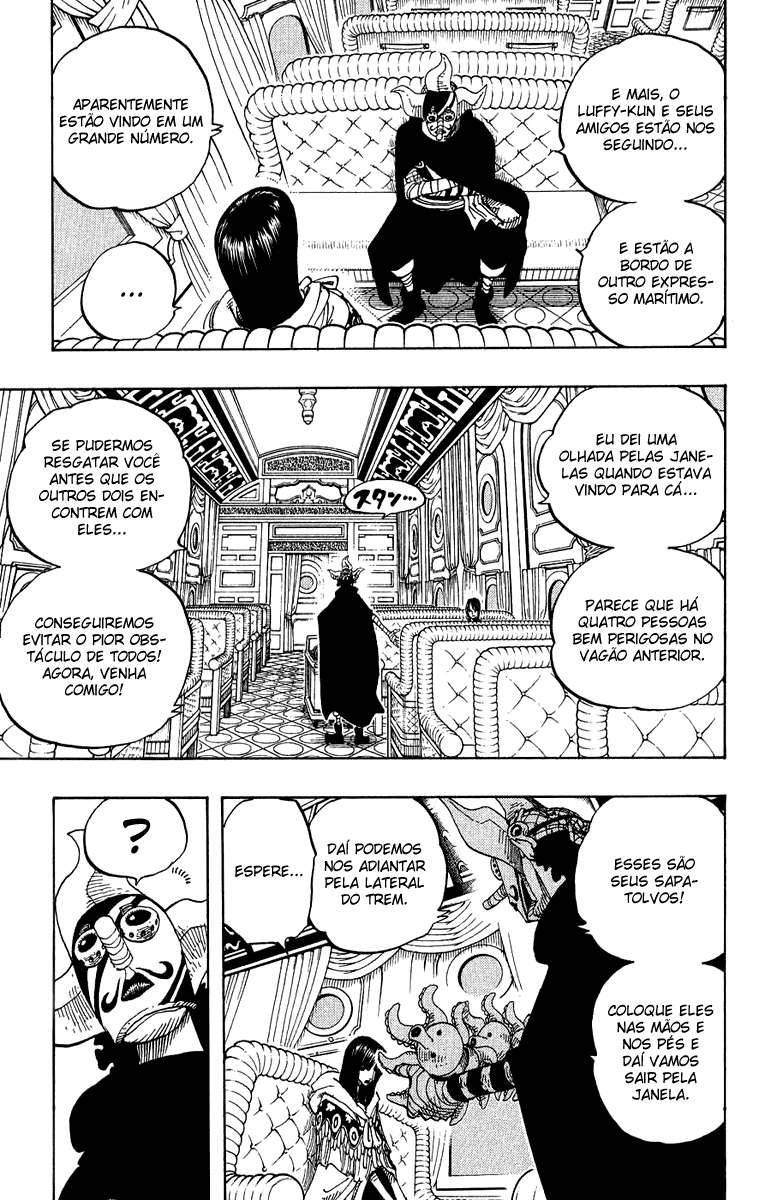 E MAIS, O
LUFFY-KUN E SEUS
AMIGOS ESTÃO NOS
SEGUINDO...
E ESTÃO A
BORDO DE
OUTRO EXPRES-
SO MARÍTIMO.
APARENTEMENTE
ESTÃO VINDO EM UM
GRANDE NÚMERO.
...
EU DEI UMA
OLHADA PELAS JANE-
LAS QUANDO ESTAVA
VINDO PARA CÁ...
PARECE QUE HÁ
QUATRO PESSOAS
BEM PERIGOSAS NO
VAGÃO ANTERIOR.
スタッ…
SE PUDERMOS
RESGATAR VOCÊ
ANTES QUE OS
OUTROS DOIS EN-
CONTREM COM
ELES...
CONSEGUIREMOS
EVITAR O PIOR OBS-
TÁCULO DE TODOS!
AGORA, VENHA
COMIGO!
ESSES SÃO
SEUS SAPA-
TOLVOS!
COLOQUE ELES
NAS MÃOS E
NOS PÉS E
DAÍ VAMOS
SAIR PELA
JANELA.
DAÍ PODEMOS
NOS ADIANTAR
PELA LATERAL
DO TREM.
ESPERE...
?